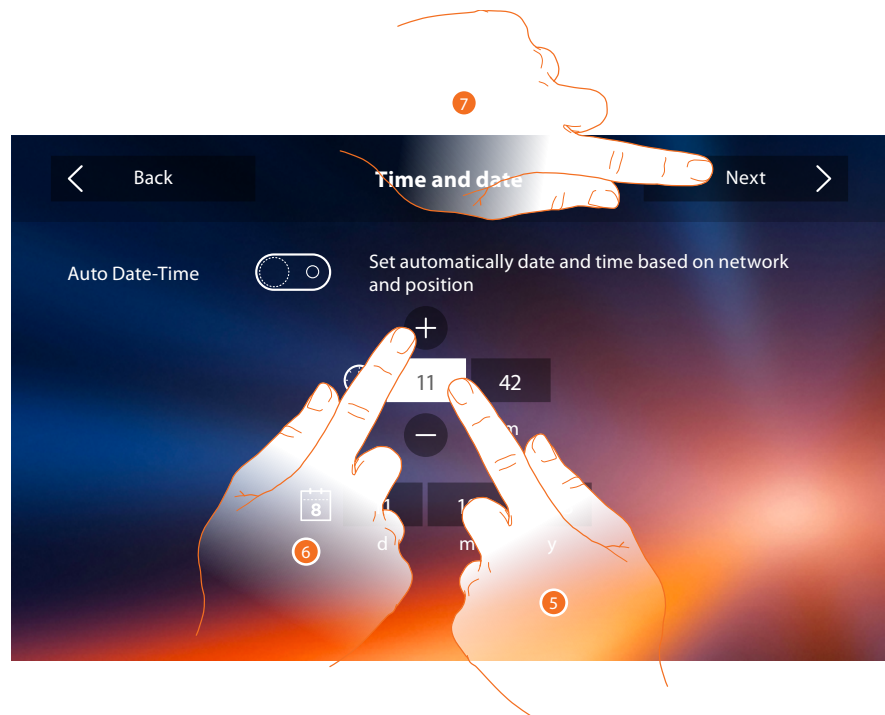 7
Back
Time and date
Next
Auto Date-Time
Set automatically date and time based on network
and position
+
11
42
−
8
d
m
y
6
5